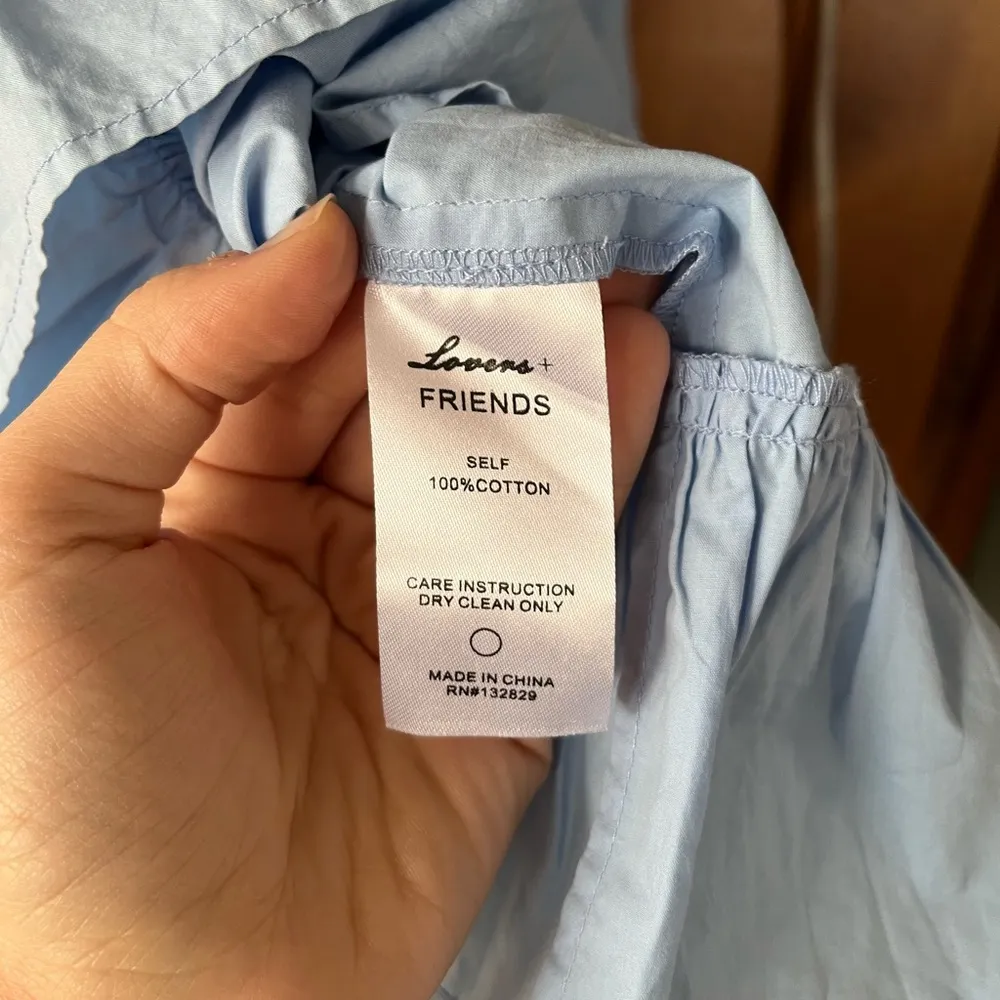 Lovers +
FRIENDS
SELF
100%COTTON
CARE INSTRUCTION
DRY CLEAN ONLY
MADE IN CHINA
RN#132829